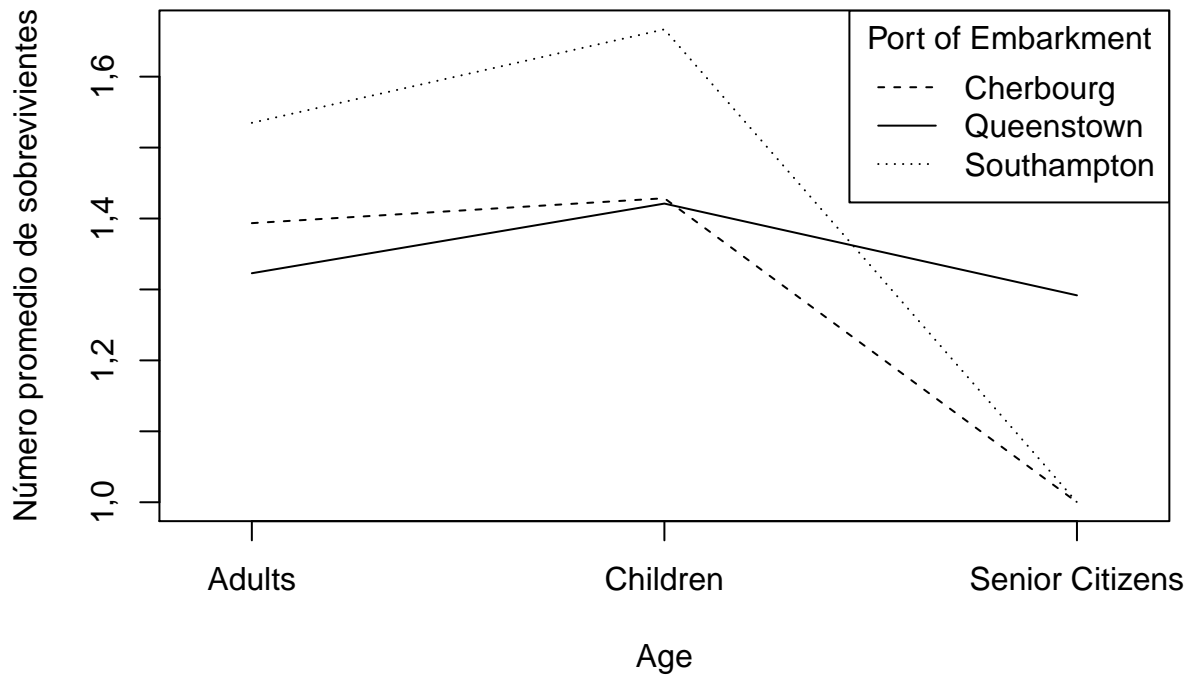 Número promedio de sobrevivientes
1,6
1,4
1,2
1,0
Port of Embarkment
Cherbourg
Queenstown
Southampton
Adults
Children
Senior Citizens
Age